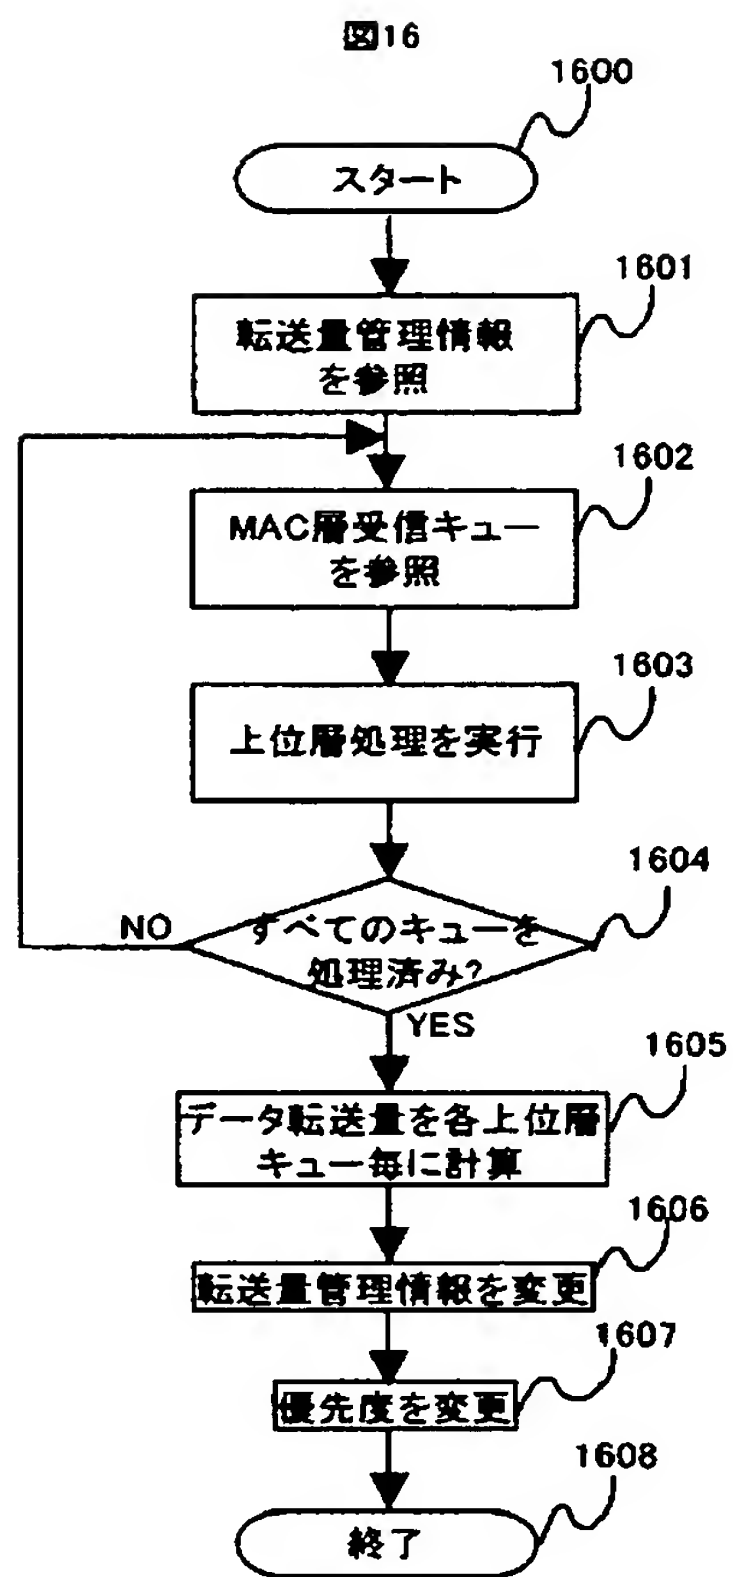 図16
1600
スタート
1601
転送量管理情報
を参照
1602
MAC層受信キュー
を参照
1603
上位層処理を実行
1604
NO
すべてのキューを
処理済み?
YES
1605
データ転送量を各上位層
キュー毎に計算
1606
転送量管理情報を変更
1607
優先度を変更
1608
終了